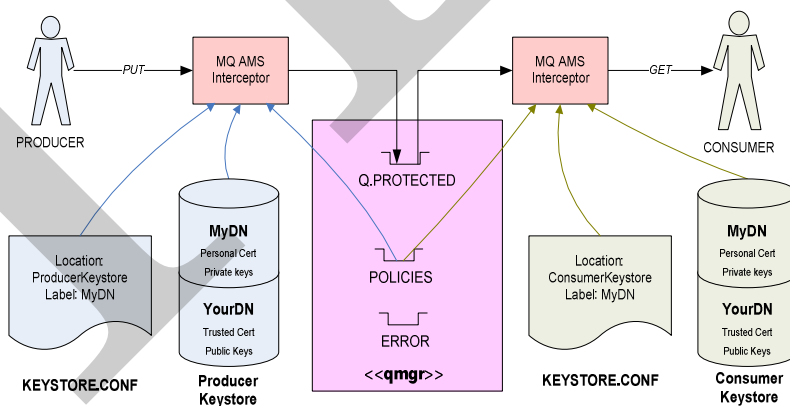 PRODUCER
PUT
MQ AMS
Interceptor
MQ AMS
Interceptor
GET
CONSUMER
Q.PROTECTED
POLICIES
ERROR
<<qmgr>>
Location:
ProducerKeystore
Label: MyDN
KEYSTORE.CONF
MyDN
Personal Cert
Private keys
YourDN
Trusted Cert
Public Keys
Producer
Keystore
Location:
ConsumerKeystore
Label: MyDN
KEYSTORE.CONF
MyDN
Personal Cert
Private keys
YourDN
Trusted Cert
Public Keys
Consumer
Keystore